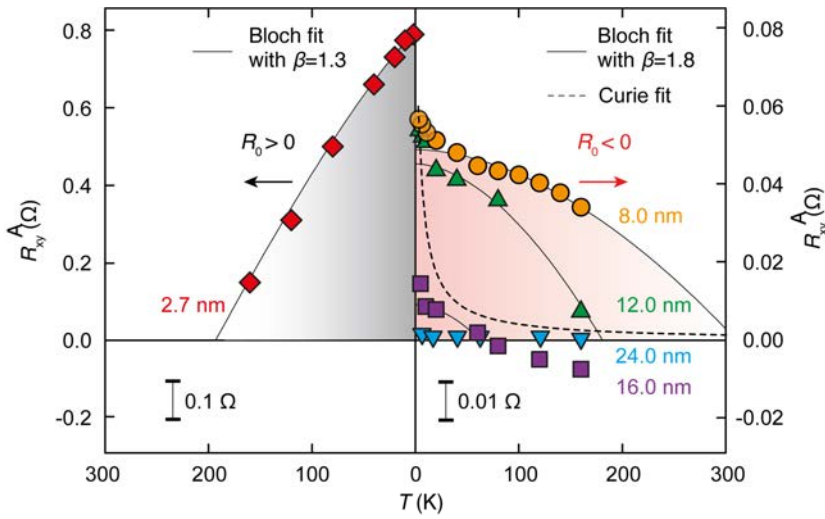 0.8
0.6
0.4
0.2
0.0
-0.2
R_xy^A(Ω)
Bloch fit
with β=1.3
R₀ > 0
2.7 nm
0.1 Ω
Bloch fit
with β=1.8
Curie fit
R₀ < 0
8.0 nm
12.0 nm
24.0 nm
16.0 nm
0.01 Ω
0.08
0.06
0.04
0.02
0.00
-0.02
R_xy^A(Ω)
300 200 100 0 100 200 300
T (K)